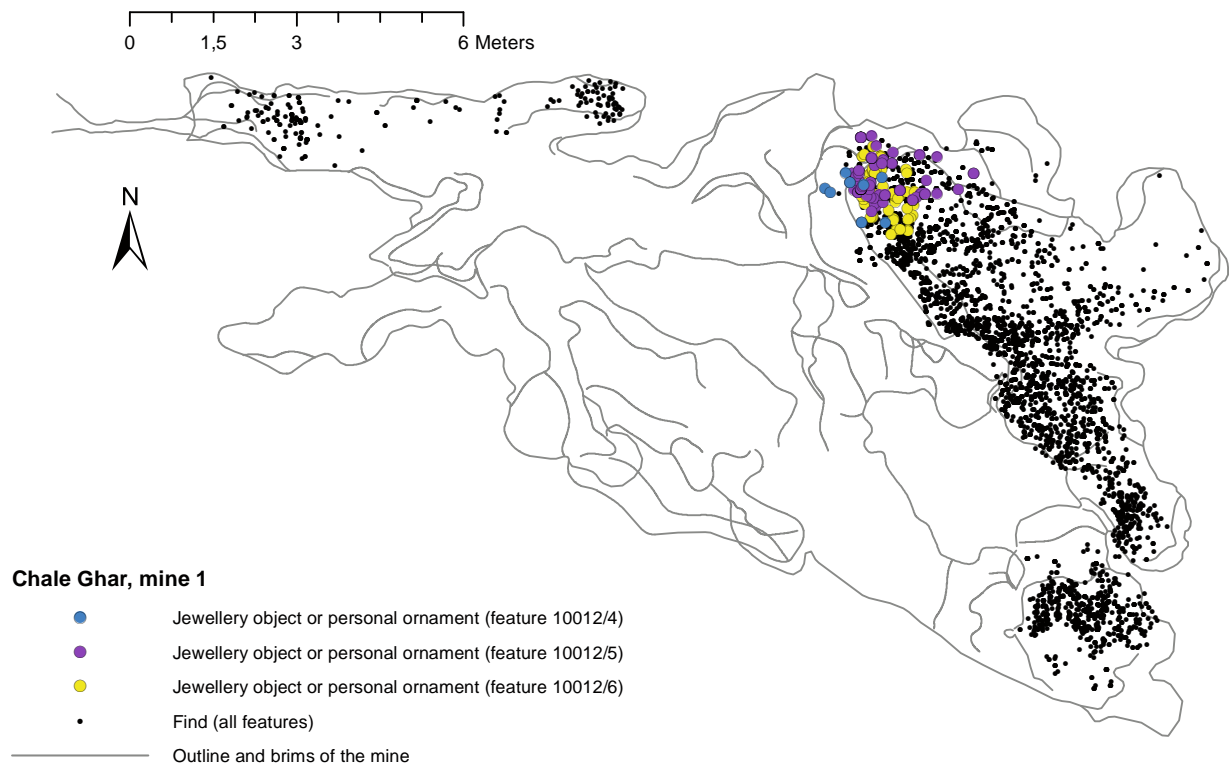 0 1,5 3 6 Meters
N
Chale Ghar, mine 1
Jewellery object or personal ornament (feature 10012/4)
Jewellery object or personal ornament (feature 10012/5)
Jewellery object or personal ornament (feature 10012/6)
Find (all features)
Outline and brims of the mine